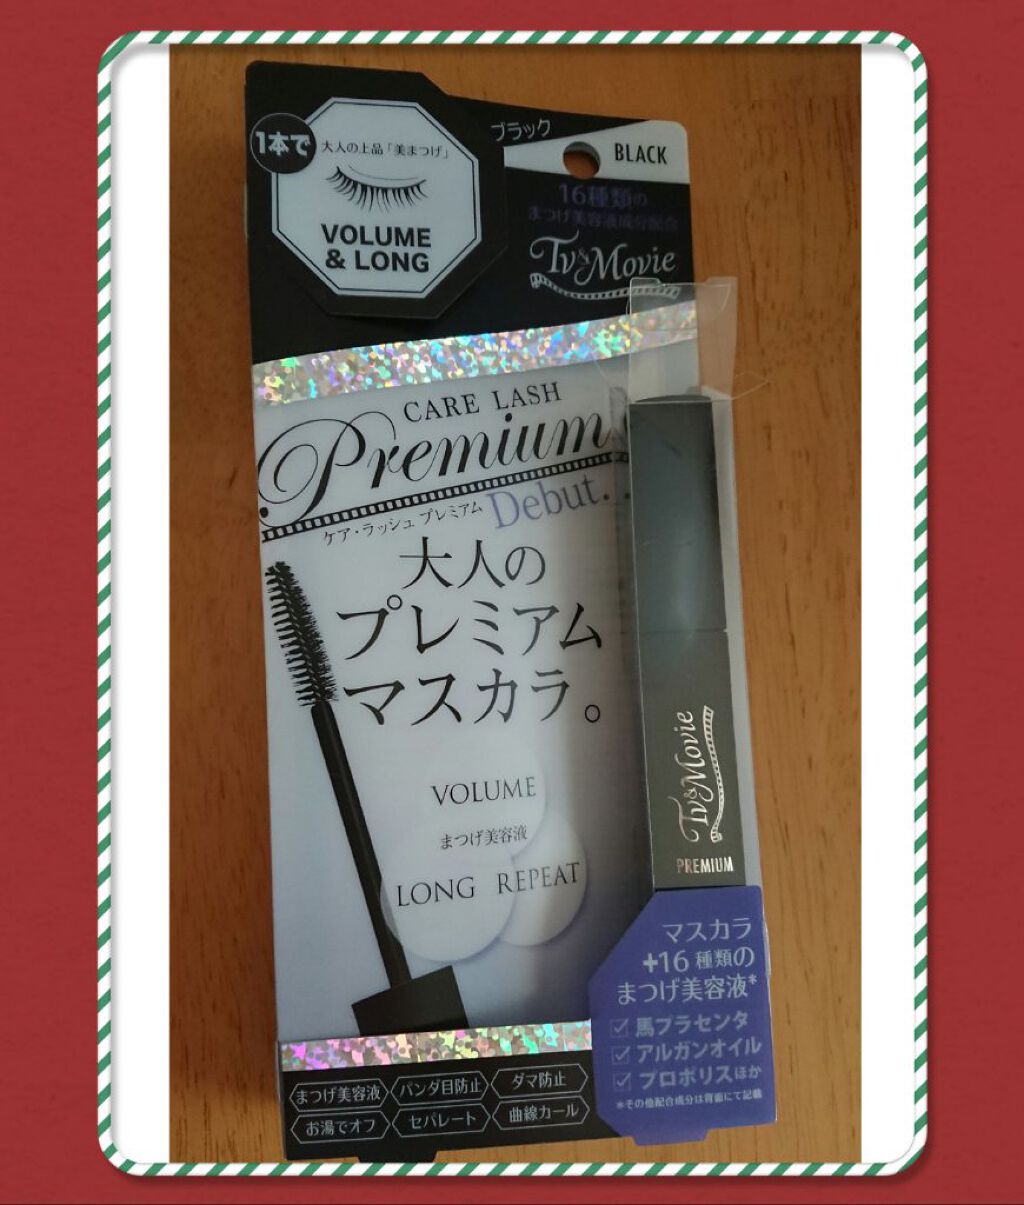 1本で
大人の上品「美まつげ」
VOLUME
& LONG
ブラック
BLACK
16種類の
まつげ美容液成分配合
Tv&Movie
CARE LASH
Premium
ケア・ラッシュ プレミアム
Debut...
大人の
プレミアム
マスカラ。
VOLUME
まつげ美容液
LONG REPEAT
Tv&Movie
PREMIUM
マスカラ
+16種類の
まつげ美容液*
馬プラセンタ
アルガンオイル
プロポリスほか
*その他配合成分は背面にて記載
まつげ美容液 パンダ目防止 ダマ防止
お湯でオフ セパレート 曲線カール